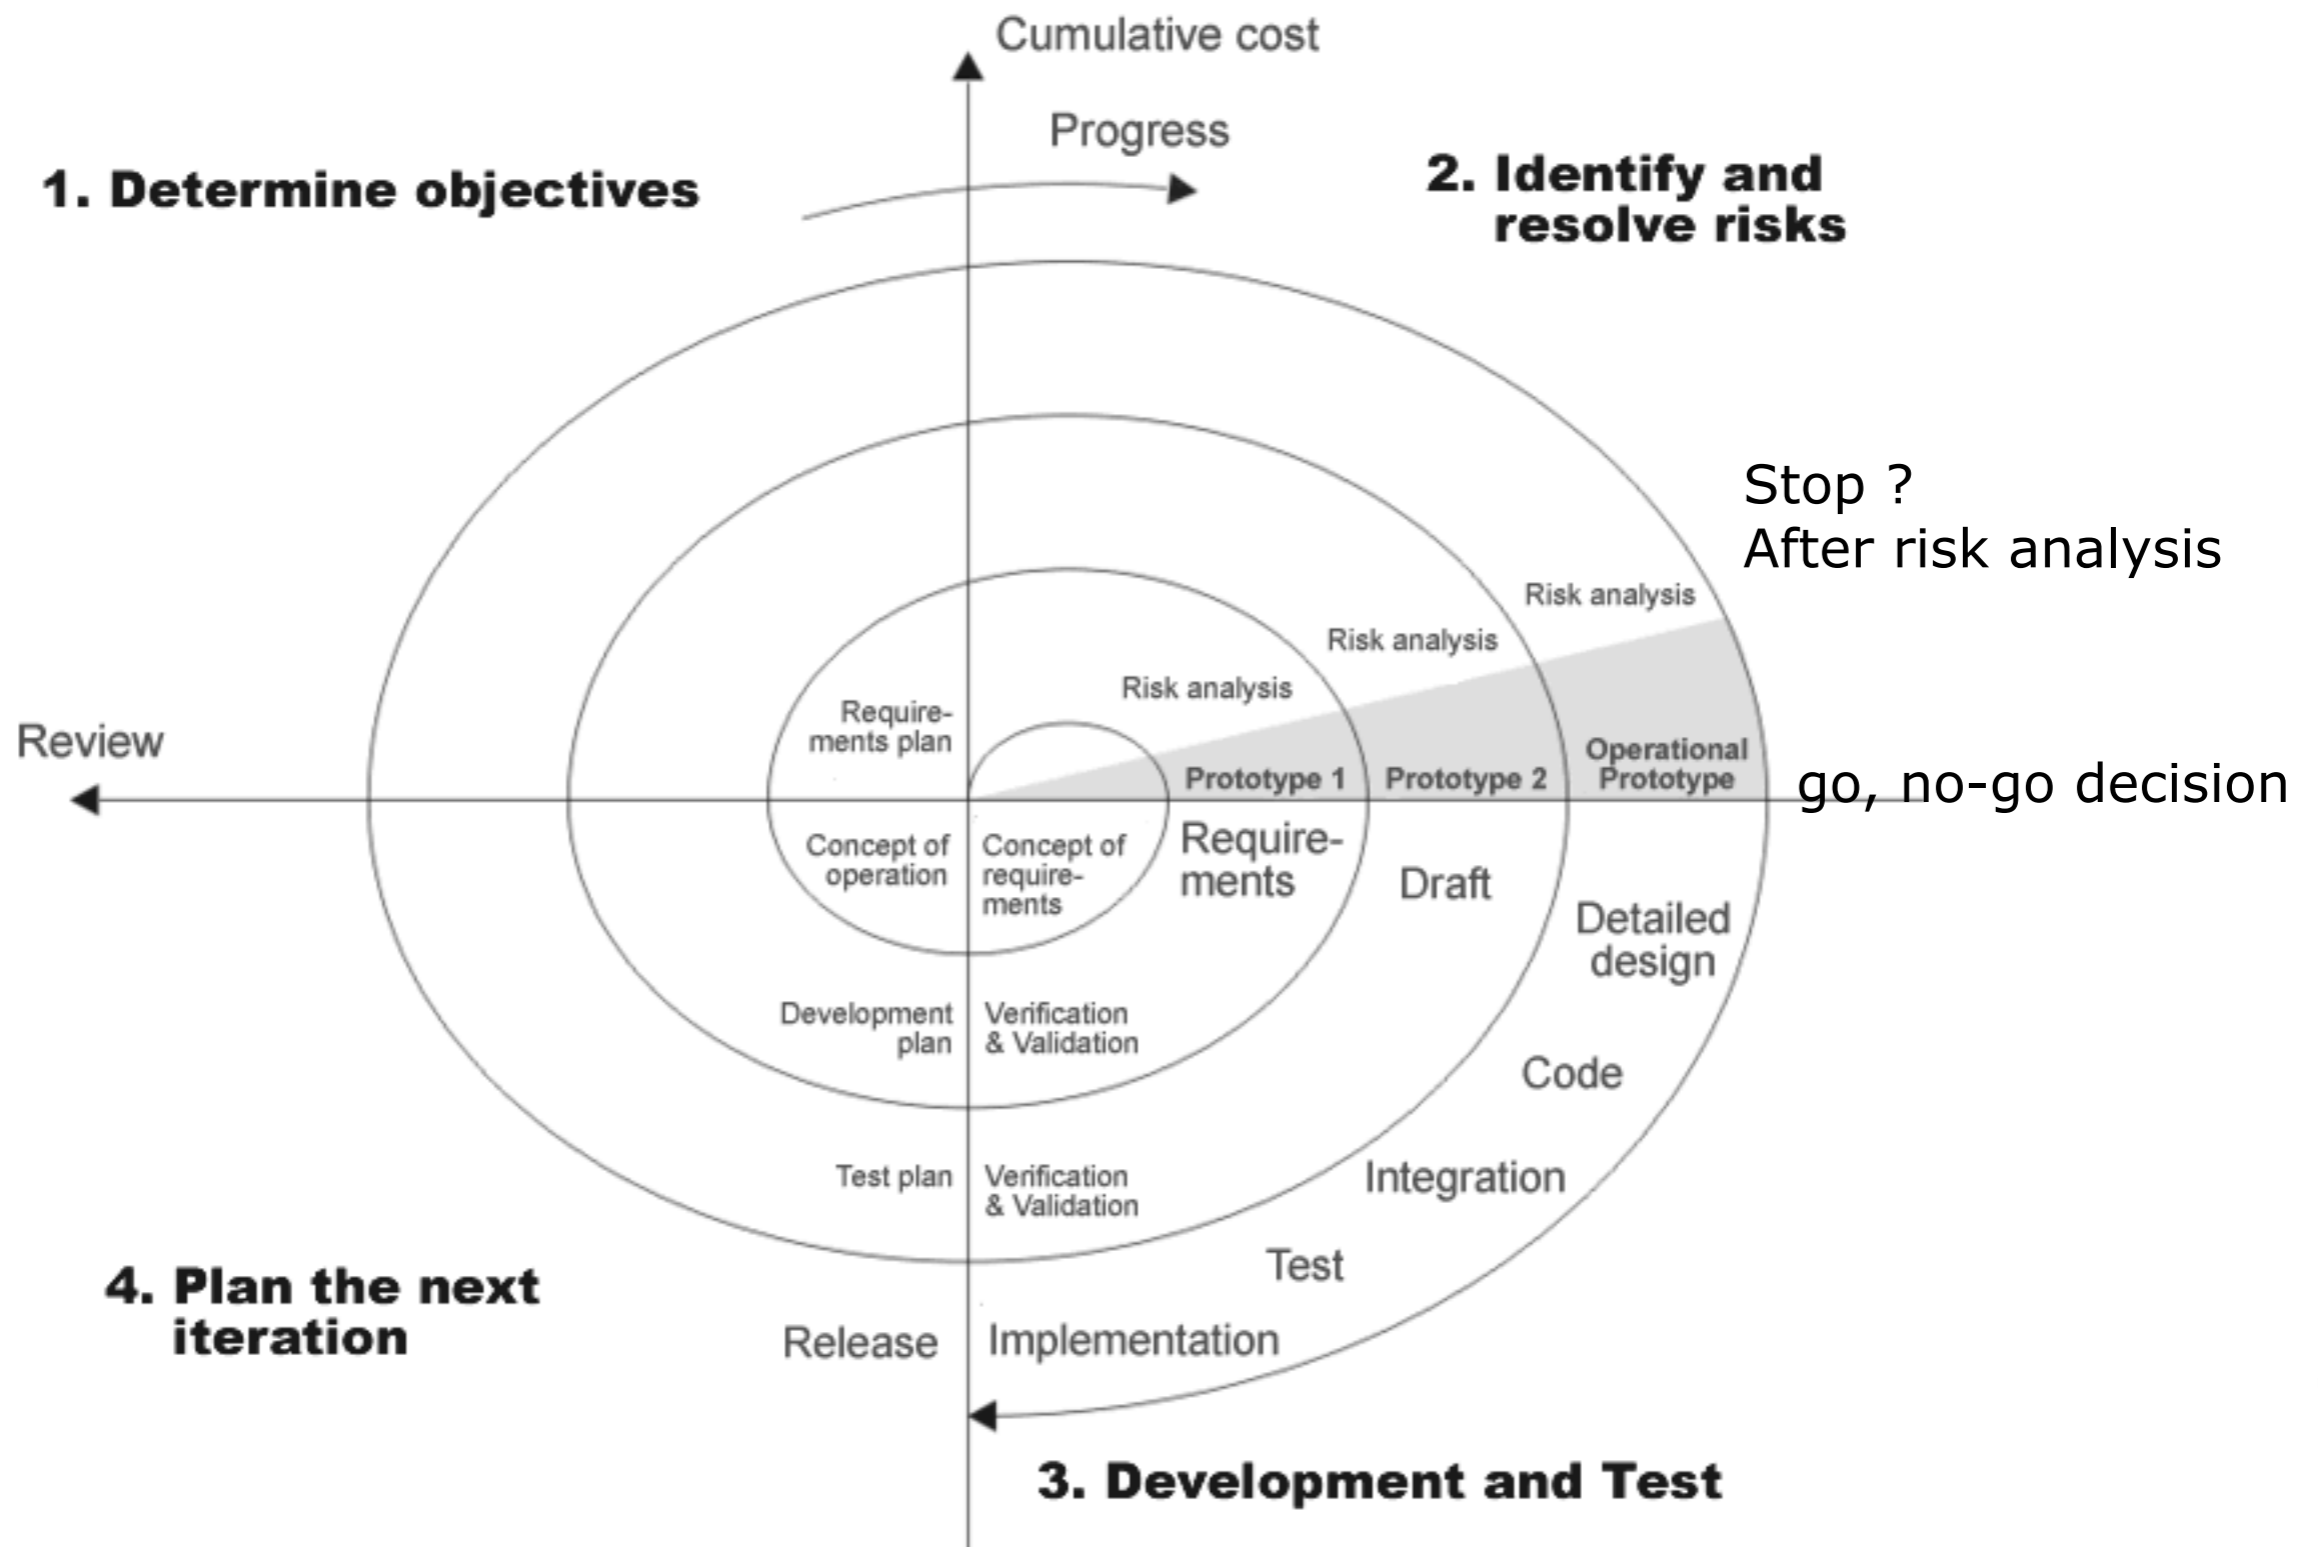 Cumulative cost
Progress
1. Determine objectives
2. Identify and
resolve risks
Stop ?
After risk analysis
Risk analysis
Risk analysis
Risk analysis
Require-
ments plan
Review
Operational
Prototype
Prototype 1
Prototype 2
go, no-go decision
Concept of
operation
Concept of
require-
ments
Require-
ments
Draft
Detailed
design
Development
plan
Verification
& Validation
Code
Test plan
Verification
& Validation
Integration
Test
4. Plan the next
iteration
Release
Implementation
3. Development and Test